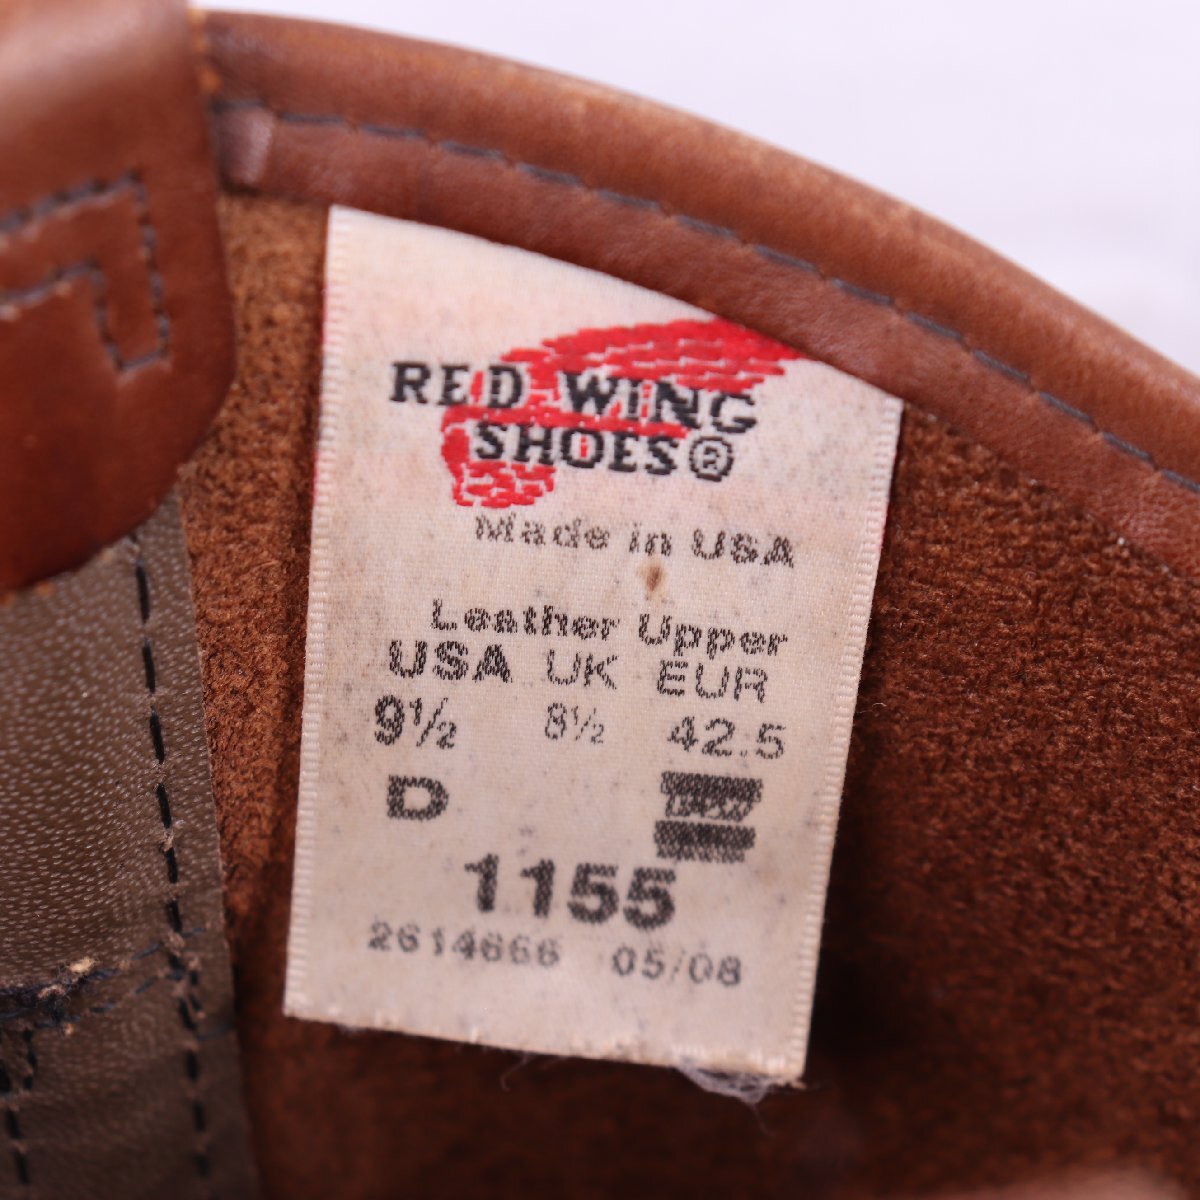 RED WING
SHOES®
Made in USA
Leather Upper
USA UK EUR
9½ 8½ 42.5
D
1155
2614666 05/08